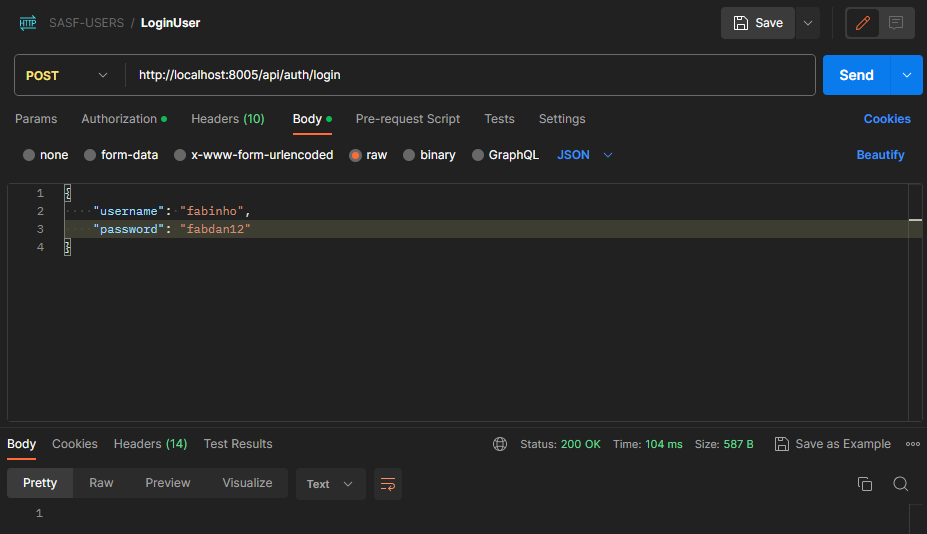 HTTP SASF-USERS / LoginUser Save
POST http://localhost:8005/api/auth/login Send
Params Authorization Headers (10) Body Pre-request Script Tests Settings Cookies
none form-data x-www-form-urlencoded raw binary GraphQL JSON Beautify
1 {
2 "username": "fabinho",
3 "password": "fabdan12"
4 }
Body Cookies Headers (14) Test Results Status: 200 OK Time: 104 ms Size: 587 B Save as Example
Pretty Raw Preview Visualize Text
1